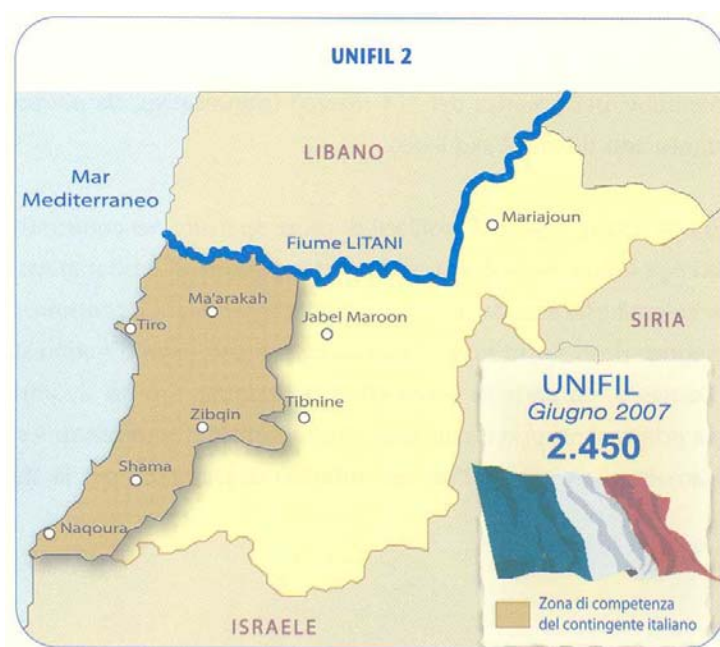 UNIFIL 2
LIBANO
Mar
Mediterraneo
Mariajoun
Fiume LITANI
Ma'arakah
Tiro
Jabel Maroon
SIRIA
Tibnine
Zibqin
Shama
Naqoura
ISRAELE
UNIFIL
Giugno 2007
2.450
Zona di competenza
del contingente italiano